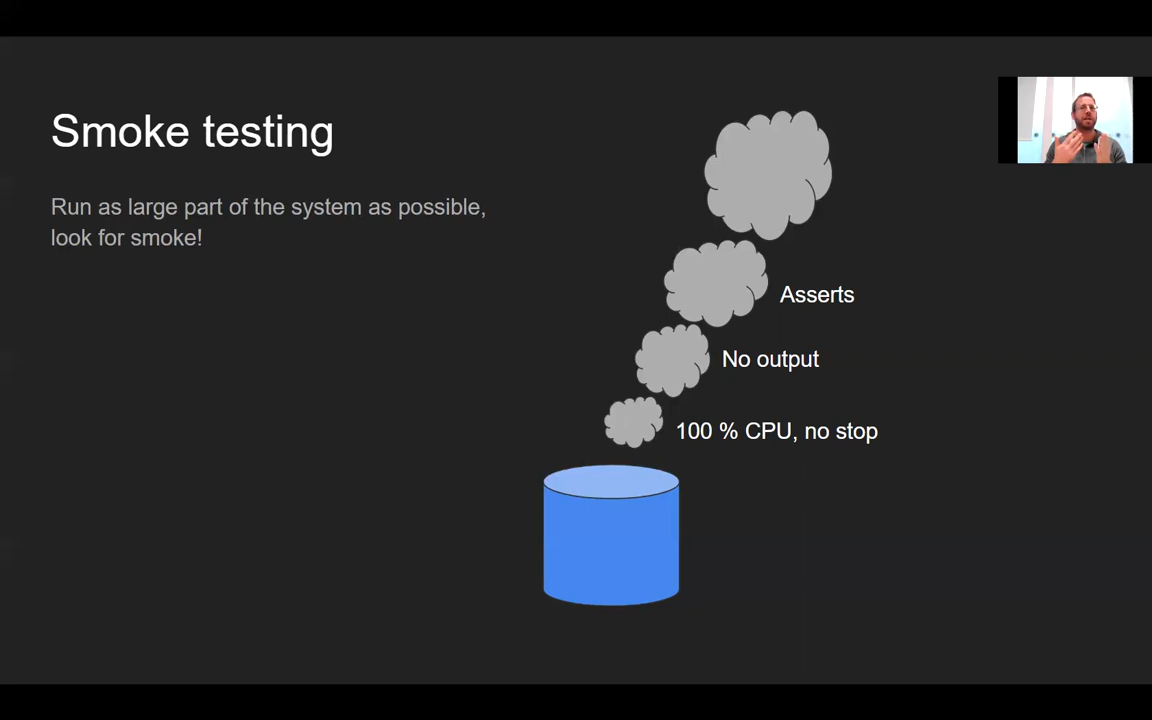 Smoke testing
Run as large part of the system as possible,
look for smoke!
Asserts
No output
100 % CPU, no stop